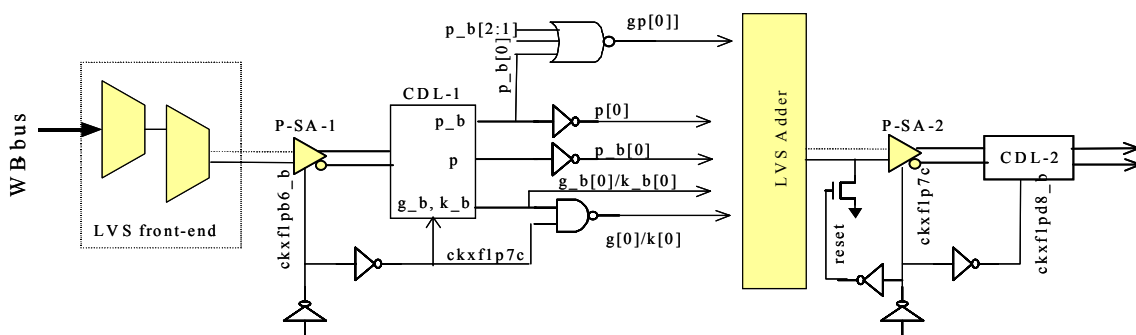 WB bus
LVS front-end
P-SA-1
ckxf1pb6_b
CDL-1
p_b
p
g_b, k_b
ckxf1p7c
p_b[2:1]
p_b[0]
gp[0]]
p[0]
p_b[0]
g_b[0]/k_b[0]
g[0]/k[0]
LVS Adder
reset
P-SA-2
ckxf1p7c
CDL-2
ckxf1pd8_b